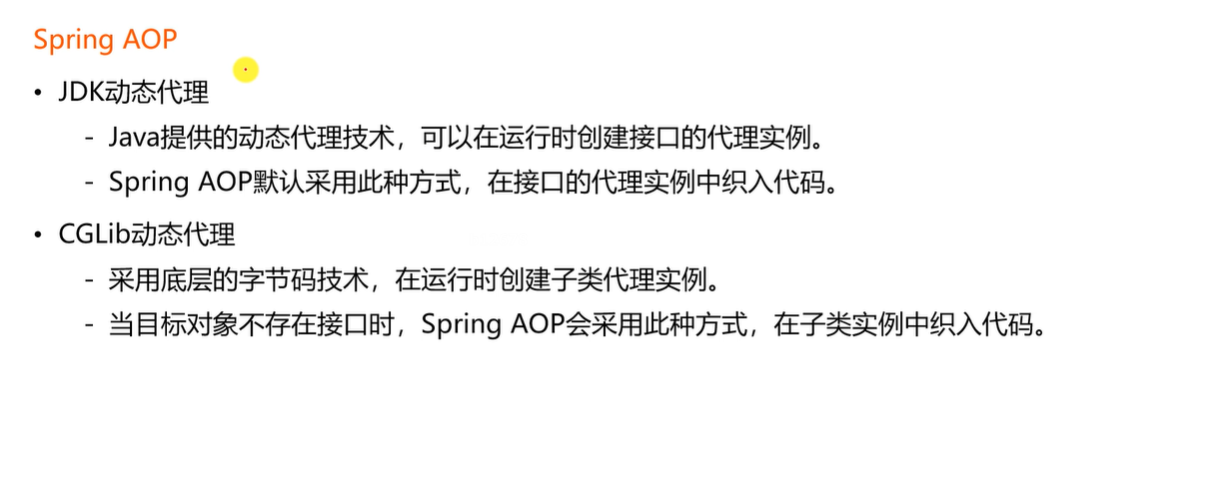 Spring AOP
• JDK动态代理
- Java提供的动态代理技术，可以在运行时创建接口的代理实例。
- Spring AOP默认采用此种方式，在接口的代理实例中织入代码。
• CGLib动态代理
- 采用底层的字节码技术，在运行时创建子类代理实例。
- 当目标对象不存在接口时，Spring AOP会采用此种方式，在子类实例中织入代码。